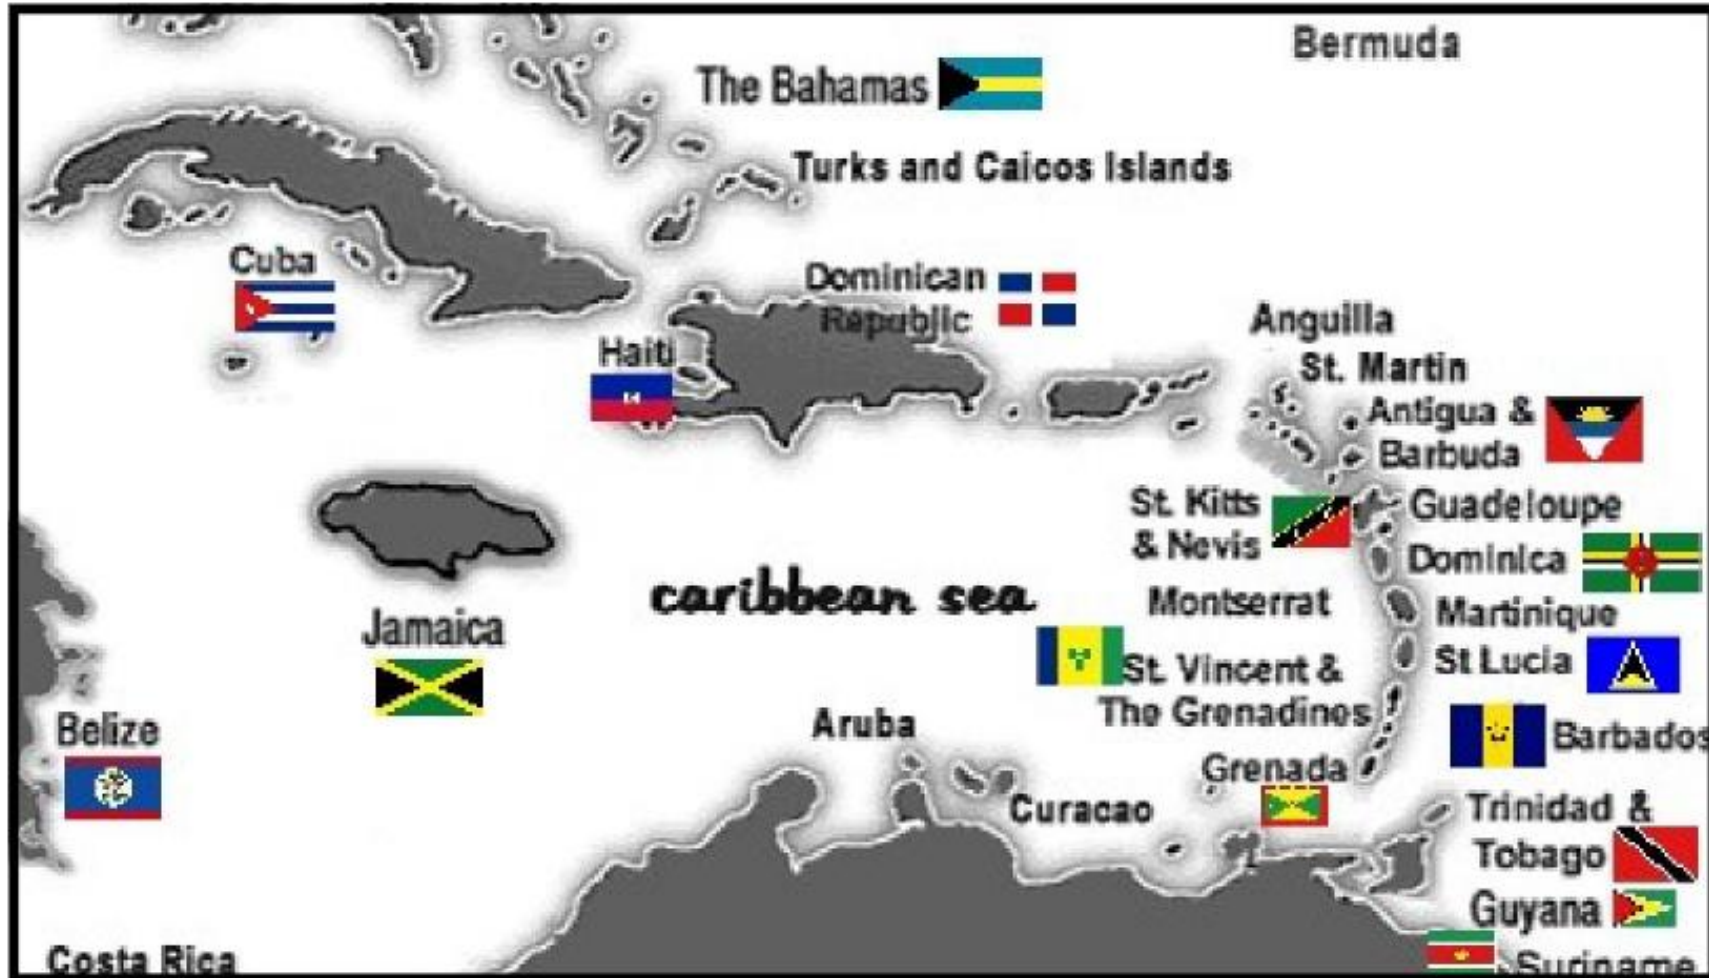 Bermuda
The Bahamas
Turks and Caicos Islands
Cuba
Dominican
Republic
Haiti
Anguilla
St. Martin
Antigua &
Barbuda
St. Kitts
& Nevis
Guadeloupe
Dominica
caribbean sea
Montserrat
Martinique
Jamaica
St. Vincent &
The Grenadines
St Lucia
Belize
Aruba
Barbados
Grenada
Curacao
Trinidad &
Tobago
Guyana
Costa Rica
Suriname